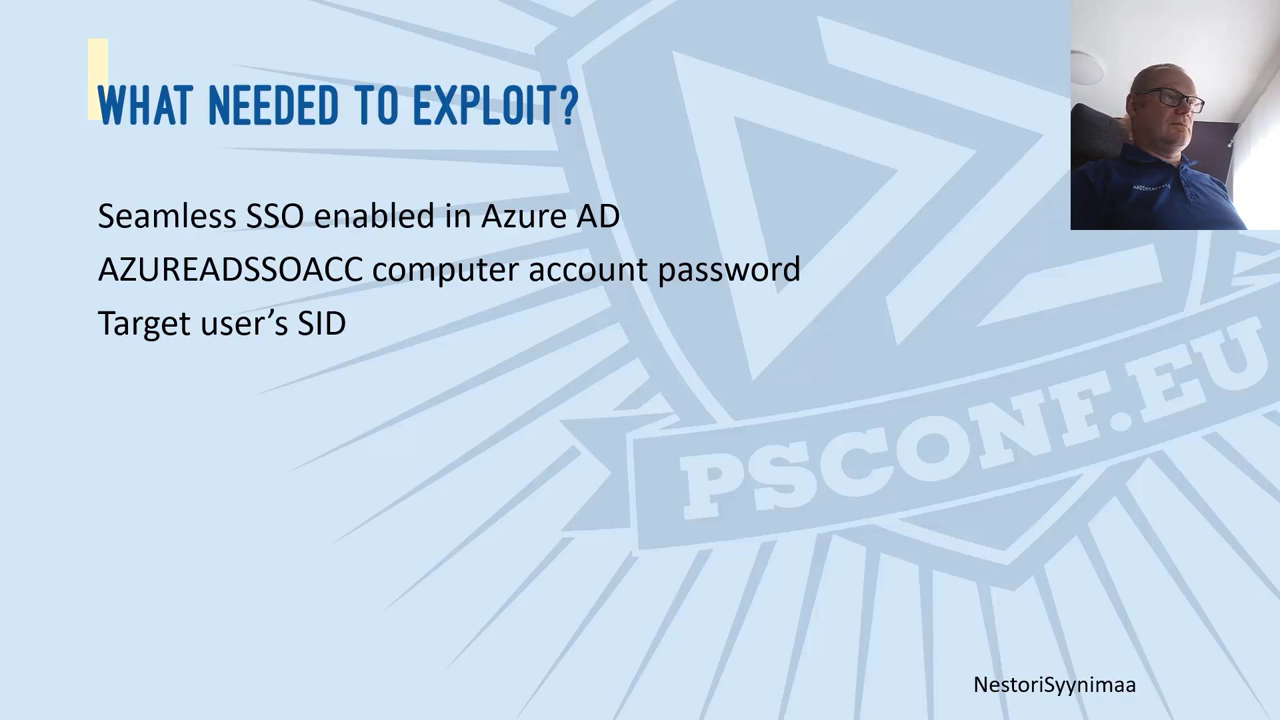 WHAT NEEDED TO EXPLOIT?
Seamless SSO enabled in Azure AD
AZUREADSSOACC computer account password
Target user’s SID
PSCONF.EU
NestoriSyynimaa